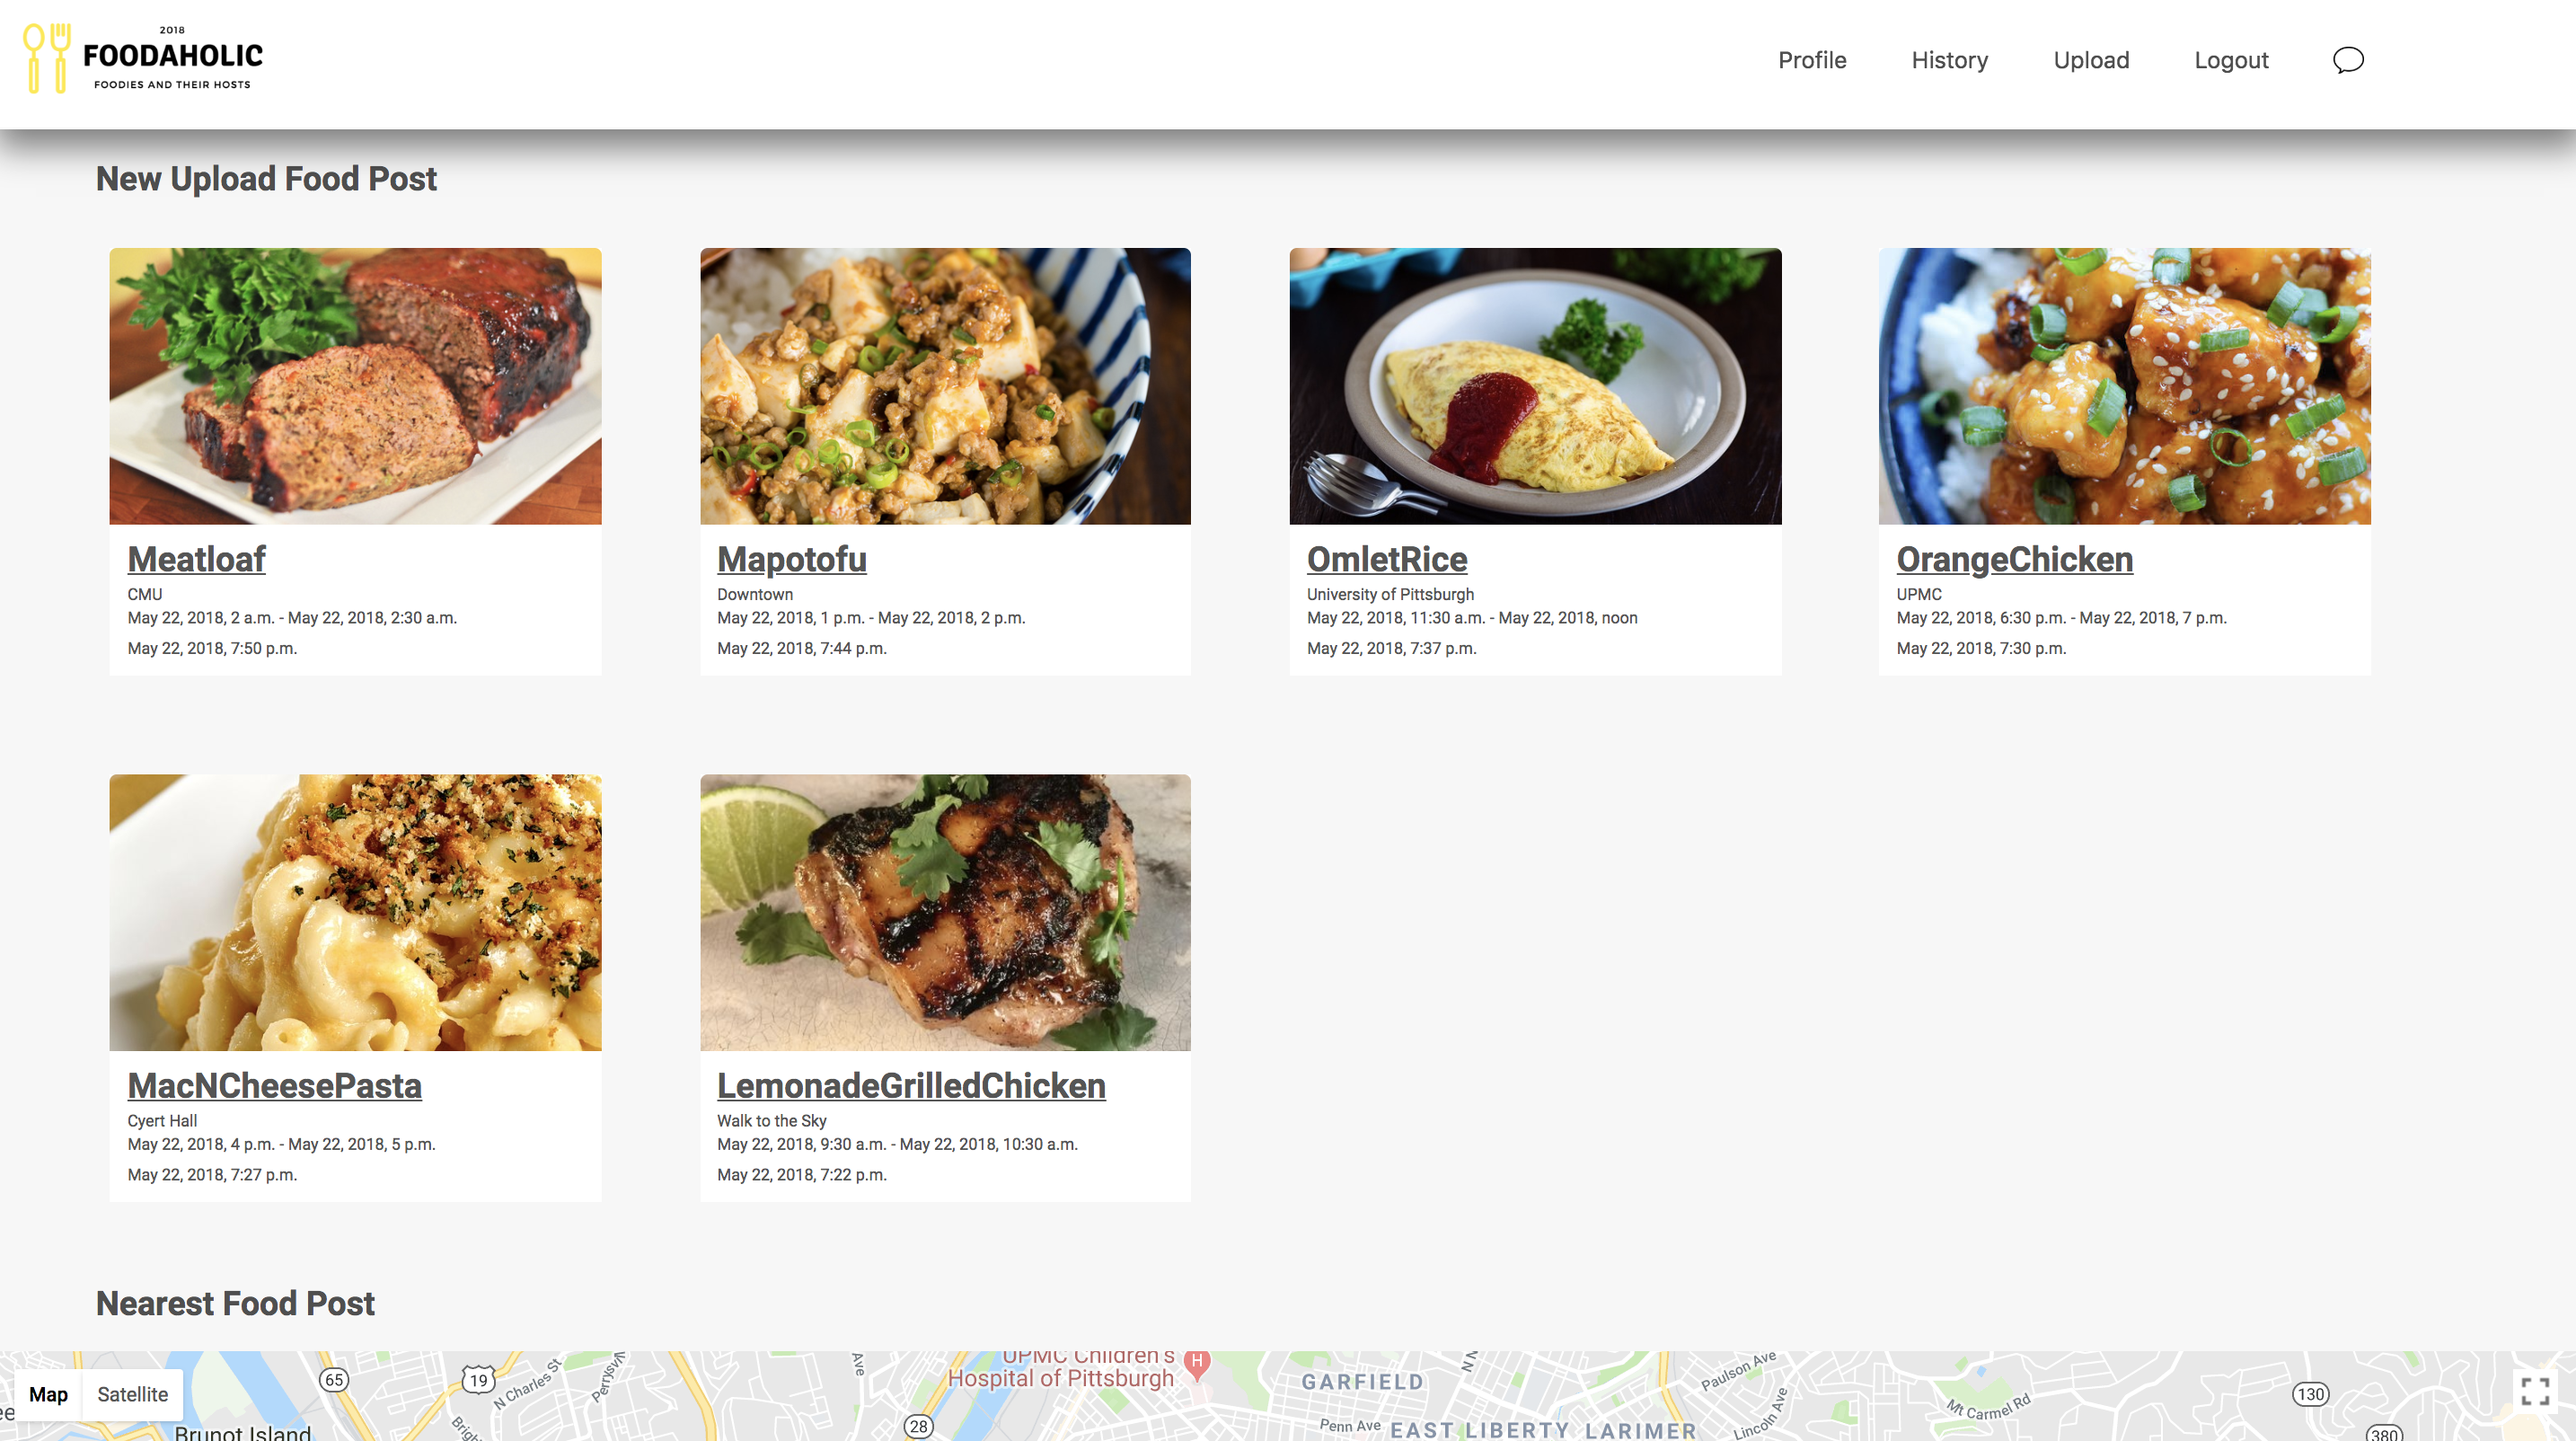 2018
FOODAHOLIC
FOODIES AND THEIR HOSTS
Profile
History
Upload
Logout
New Upload Food Post
Meatloaf
CMU
May 22, 2018, 2 a.m. - May 22, 2018, 2:30 a.m.
May 22, 2018, 7:50 p.m.
Mapotofu
Downtown
May 22, 2018, 1 p.m. - May 22, 2018, 2 p.m.
May 22, 2018, 7:44 p.m.
OmletRice
University of Pittsburgh
May 22, 2018, 11:30 a.m. - May 22, 2018, noon
May 22, 2018, 7:37 p.m.
OrangeChicken
UPMC
May 22, 2018, 6:30 p.m. - May 22, 2018, 7 p.m.
May 22, 2018, 7:30 p.m.
MacNCheesePasta
Cyert Hall
May 22, 2018, 4 p.m. - May 22, 2018, 5 p.m.
May 22, 2018, 7:27 p.m.
LemonadeGrilledChicken
Walk to the Sky
May 22, 2018, 9:30 a.m. - May 22, 2018, 10:30 a.m.
May 22, 2018, 7:22 p.m.
Nearest Food Post
Map
Satellite
65
19
N Charles St
Ave
28
UPMC Children's
Hospital of Pittsburgh
H
GARFIELD
Penn Ave
EAST LIBERTY
LARIMER
Paulson Ave
Lincoln Ave
Mt Carmel Rd
130
380
Brunot Island